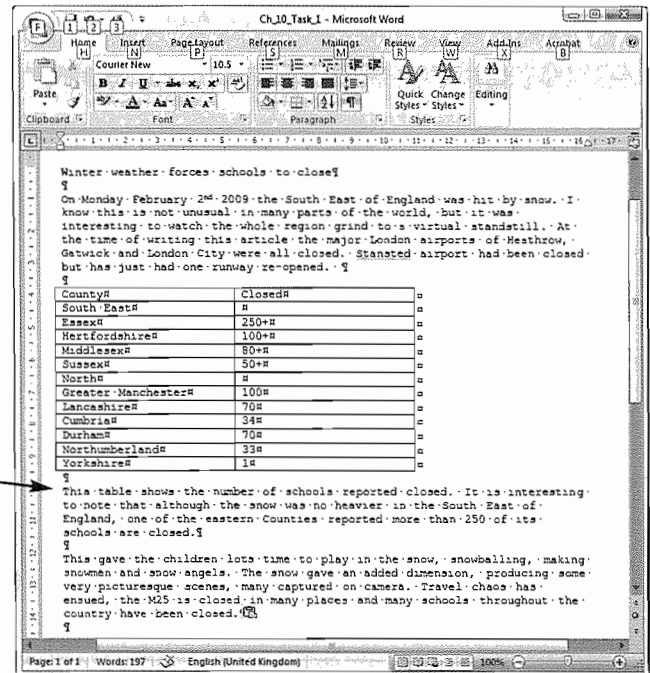 1 2 3
Ch_10_Task_1 - Microsoft Word
F
Home Insert Page Layout References Mailings Review View Add-Ins Acrobat
H N P S M R W X B
Courier New 10.5
Paste
B I U abc x, x²
Aa A A
Quick Styles Change Styles Editing
Clipboard Font Paragraph Styles
Winter weather forces schools to close¶
¶
On Monday February 2nd 2009 the South East of England was hit by snow. I
know this is not unusual in many parts of the world, but it was
interesting to watch the whole region grind to a virtual standstill. At
the time of writing this article the major London airports of Heathrow,
Gatwick and London City were all closed. Stansted airport had been closed
but has just had one runway re-opened. ¶
¶
County¤ Closed¤ ¤
South East¤ ¤ ¤
Essex¤ 250+¤ ¤
Hertfordshire¤ 100+¤ ¤
Middlesex¤ 80+¤ ¤
Sussex¤ 50+¤ ¤
North¤ ¤ ¤
Greater Manchester¤ 100¤ ¤
Lancashire¤ 70¤ ¤
Cumbria¤ 34¤ ¤
Durham¤ 70¤ ¤
Northumberland¤ 33¤ ¤
Yorkshire¤ 1¤ ¤
¶
This table shows the number of schools reported closed. It is interesting
to note that although the snow was no heavier in the South East of
England, one of the eastern Counties reported more than 250 of its
schools are closed.¶
¶
This gave the children lots time to play in the snow, snowballing, making
snowmen and snow angels. The snow gave an added dimension, producing some
very picturesque scenes, many captured on camera. Travel chaos has
ensued, the M25 is closed in many places and many schools throughout the
country have been closed.¶
¶
Page: 1 of 1 Words: 197 English (United Kingdom) 100%